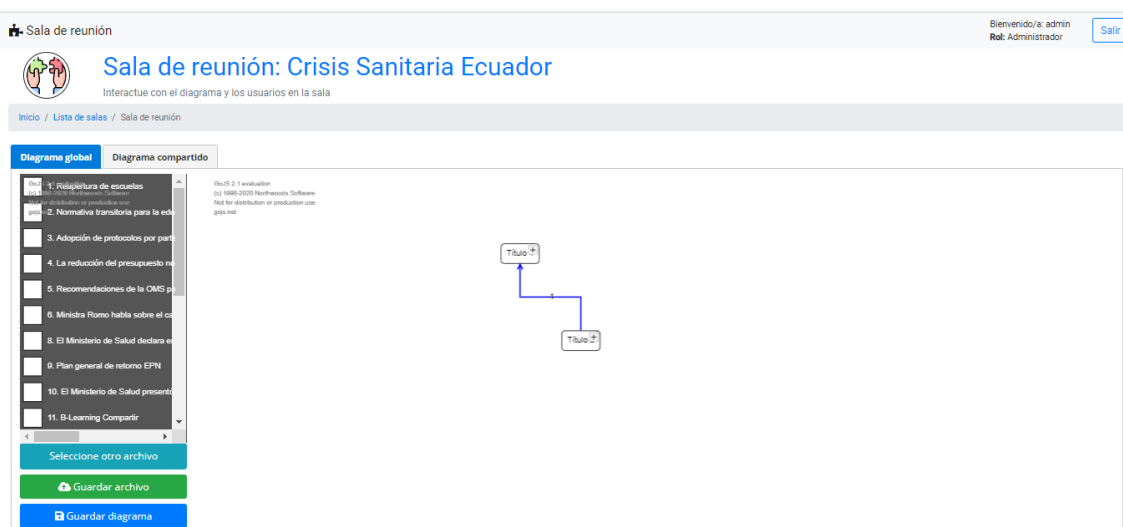 Sala de reunión
Bienvenido/a: admin
Rol: Administrador
Salir
Sala de reunión: Crisis Sanitaria Ecuador
Interactue con el diagrama y los usuarios en la sala
Inicio / Lista de salas / Sala de reunión
Diagrama global
Diagrama compartido
1. Reapertura de escuelas
2. Normativa transitoria para la edu
3. Adopción de protocolos por parte
4. La reducción del presupuesto no
5. Recomendaciones de la OMS pa
6. Ministra Romo habla sobre el ca
8. El Ministerio de Salud declara en
9. Plan general de retorno EPN
10. El Ministerio de Salud presentó
11. B-Learning Compartir
Seleccione otro archivo
Guardar archivo
Guardar diagrama
GoJS 2.1 evaluation
(c) 1998-2020 Northwoods Software
Not for distribution or production use
gojs.net
Título
1
Título